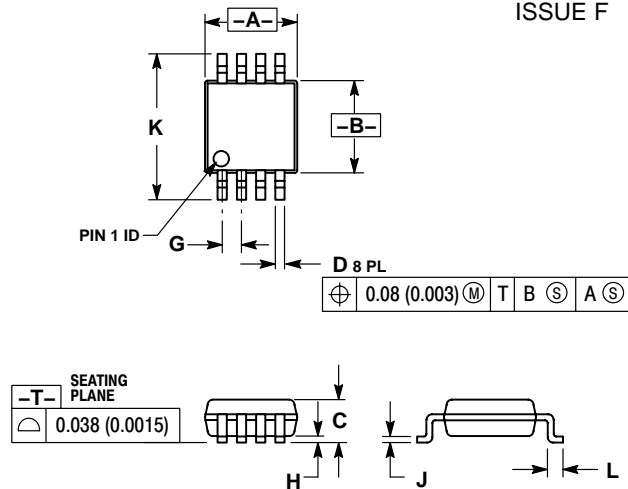 ISSUE F
–A–
K
–B–
PIN 1 ID
G
D 8 PL
⌖ 0.08 (0.003) Ⓜ T B Ⓢ A Ⓢ
–T– SEATING
PLANE
⌓ 0.038 (0.0015)
C
H
J
L